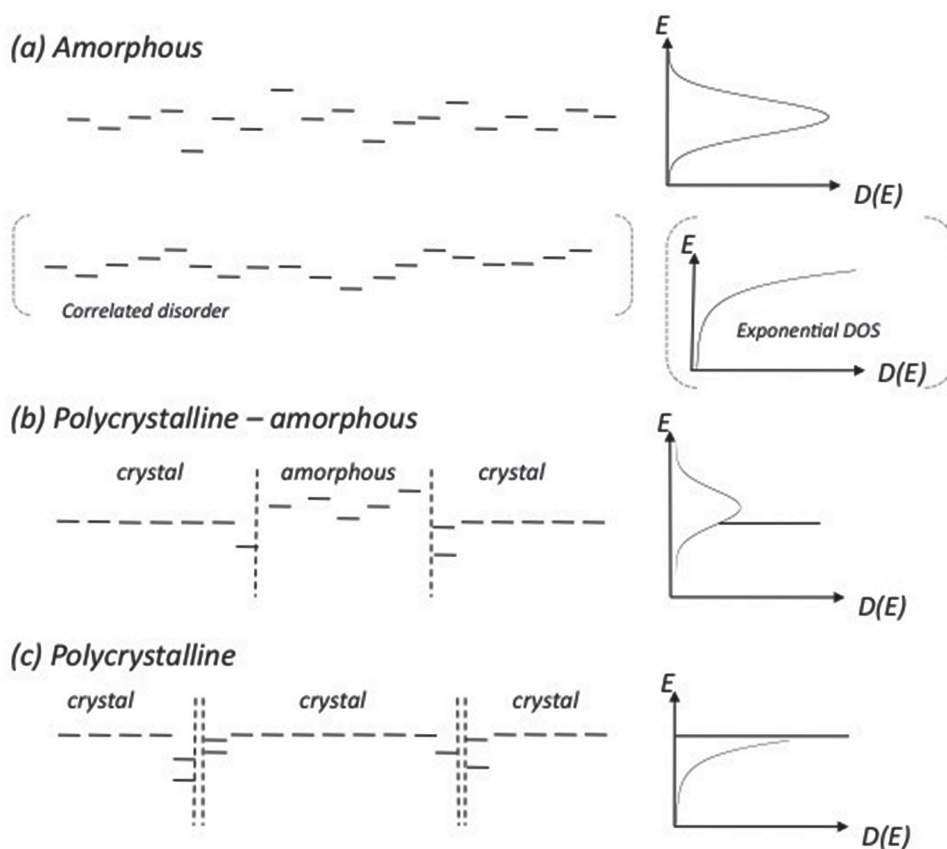 (a) Amorphous
E
D(E)
Correlated disorder
E
Exponential DOS
D(E)
(b) Polycrystalline – amorphous
crystal amorphous crystal
E
D(E)
(c) Polycrystalline
crystal crystal crystal
E
D(E)